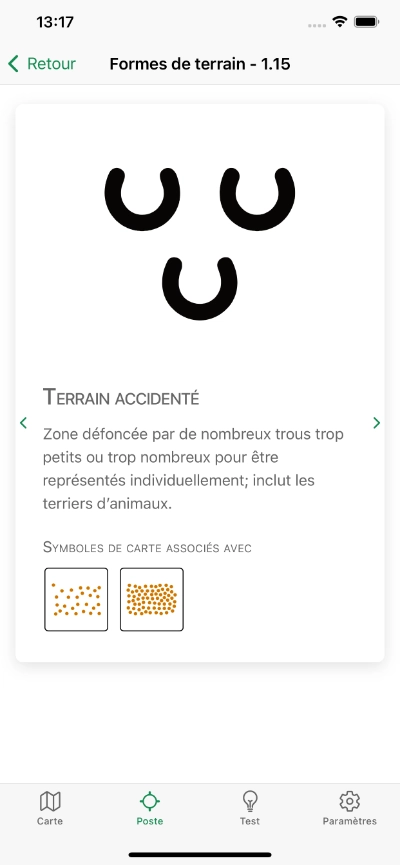 13:17
Retour
Formes de terrain - 1.15
Terrain accidenté
Zone défoncée par de nombreux trous trop
petits ou trop nombreux pour être
représentés individuellement; inclut les
terriers d’animaux.
Symboles de carte associés avec
Carte
Poste
Test
Paramètres